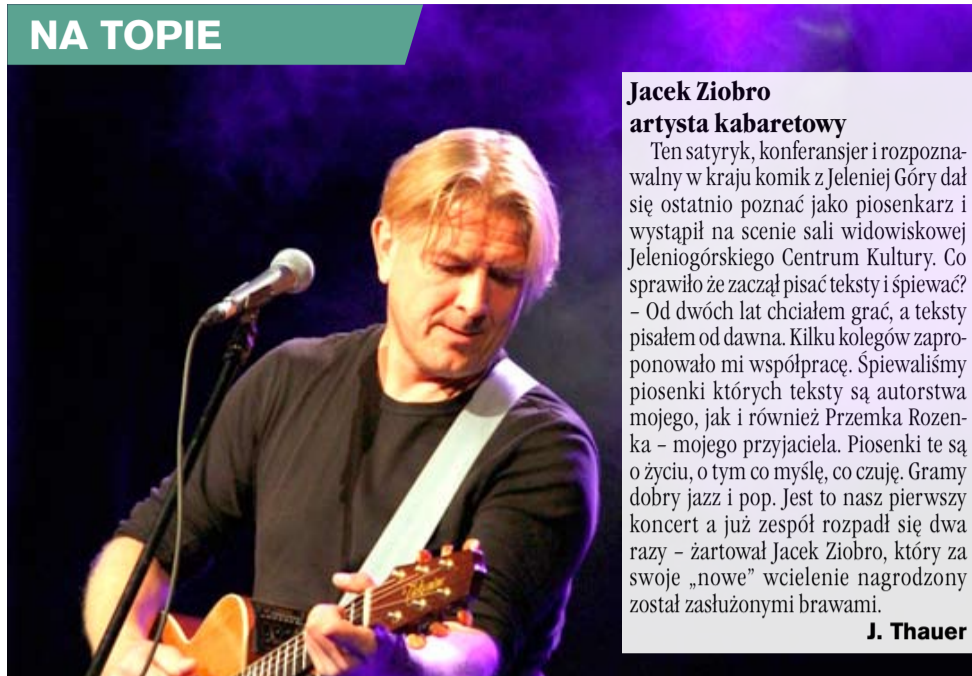 NA TOPIE
Jacek Ziobro
artysta kabaretowy
Ten satyryk, konferansjer i rozpozna-
walny w kraju komik z Jeleniej Góry dał
się ostatnio poznać jako piosenkarz i
wystąpił na scenie sali widowiskowej
Jeleniogórskiego Centrum Kultury. Co
sprawiło że zaczął pisać teksty i śpiewać?
– Od dwóch lat chciałem grać, a teksty
pisałem od dawna. Kilku kolegów zapro-
ponowało mi współpracę. Śpiewaliśmy
piosenki których teksty są autorstwa
mojego, jak i również Przemka Rozen-
ka – mojego przyjaciela. Piosenki te są
o życiu, o tym co myślę, co czuję. Gramy
dobry jazz i pop. Jest to nasz pierwszy
koncert a już zespół rozpadł się dwa
razy – żartował Jacek Ziobro, który za
swoje „nowe” wcielenie nagrodzony
został zasłużonymi brawami.
J. Thauer